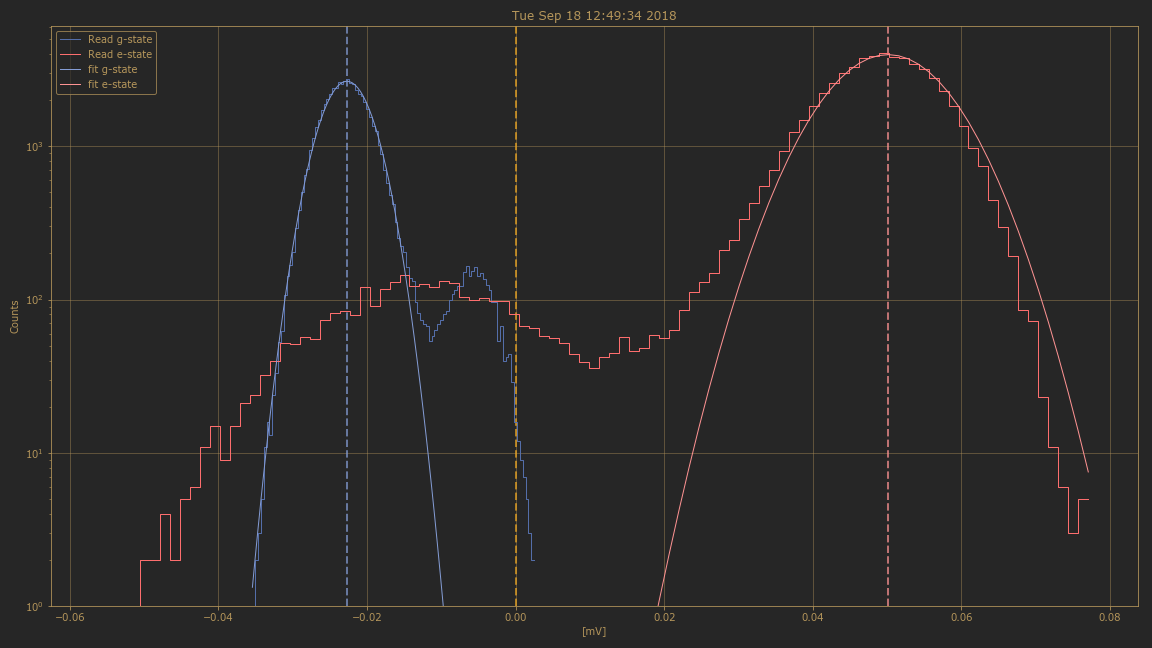 Tue Sep 18 12:49:34 2018
Read g-state
Read e-state
fit g-state
fit e-state
Counts
10³
10²
10¹
10⁰
−0.06 −0.04 −0.02 0.00 0.02 0.04 0.06 0.08
[mV]